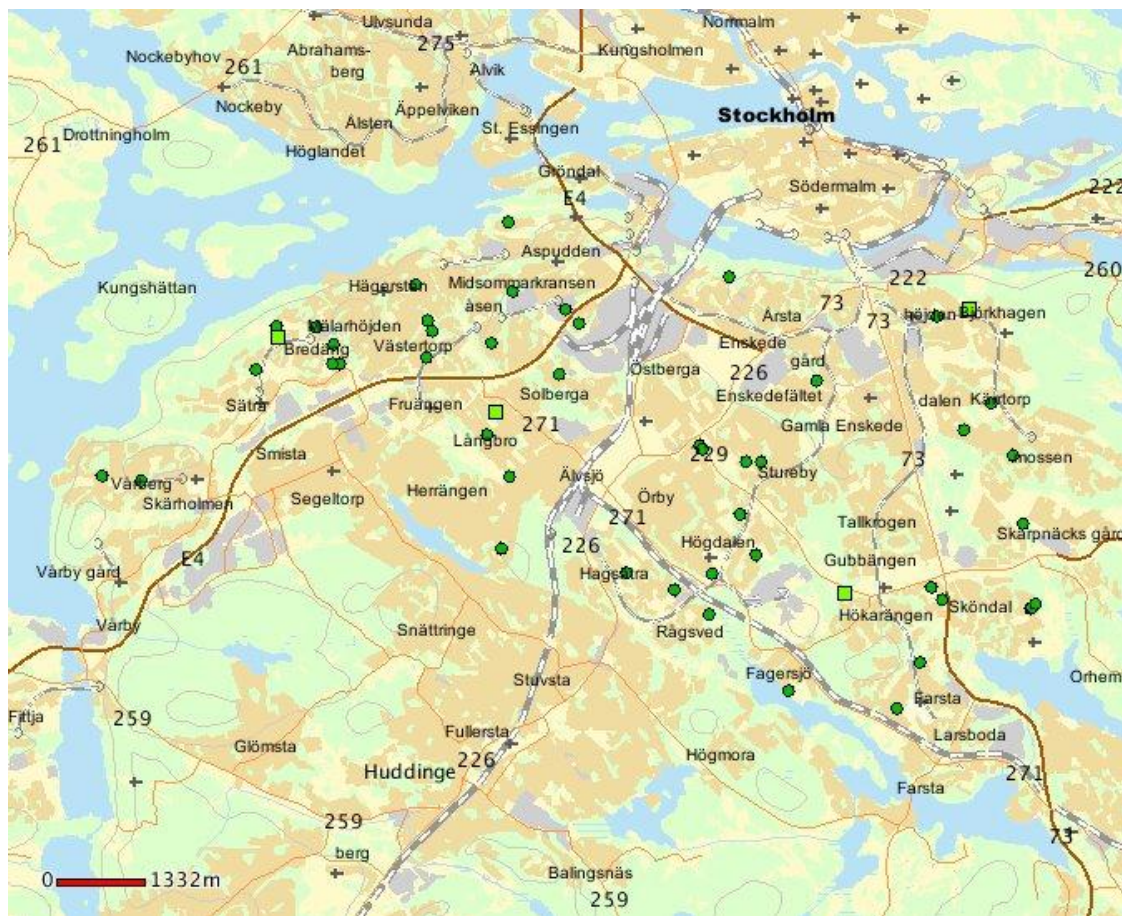 Ulvsunda
Norrmalm
275
Abrahams-
berg
Kungsholmen
Nockebyhov
261
Alvik
Nockeby
Äppelviken
Ålsten
St. Essingen
Stockholm
Drottningholm
261
Höglandet
Gröndal
Södermalm
E4
222
Aspudden
Kungshättan
Hägersten
Midsommarkransen
åsen
222
260
73
73
Mälarhöjden
Årsta
höjden
Björkhagen
Bredäng
Västertorp
Enskede
gård
Östberga
226
Sätra
Fruängen
Solberga
Enskedefältet
dalen
Kärrtorp
271
Gamla Enskede
Långbro
Smista
229
73
Älvsjö
Stureby
Vårberg
Skärholmen
Segeltorp
Herrängen
Örby
271
Tallkrogen
Skarpnäcks gård
226
Högdalen
E4
Gubbängen
Vårby gård
Hagsätra
Hökarängen
Sköndal
Vårby
Snättringe
Rågsved
Stuvsta
Fagersjö
Orhem
Farsta
Fittja
259
Fullersta
Larsboda
Glömsta
226
Högmora
Huddinge
271
Farsta
259
73
berg
Balingsnäs
0 1332m
259